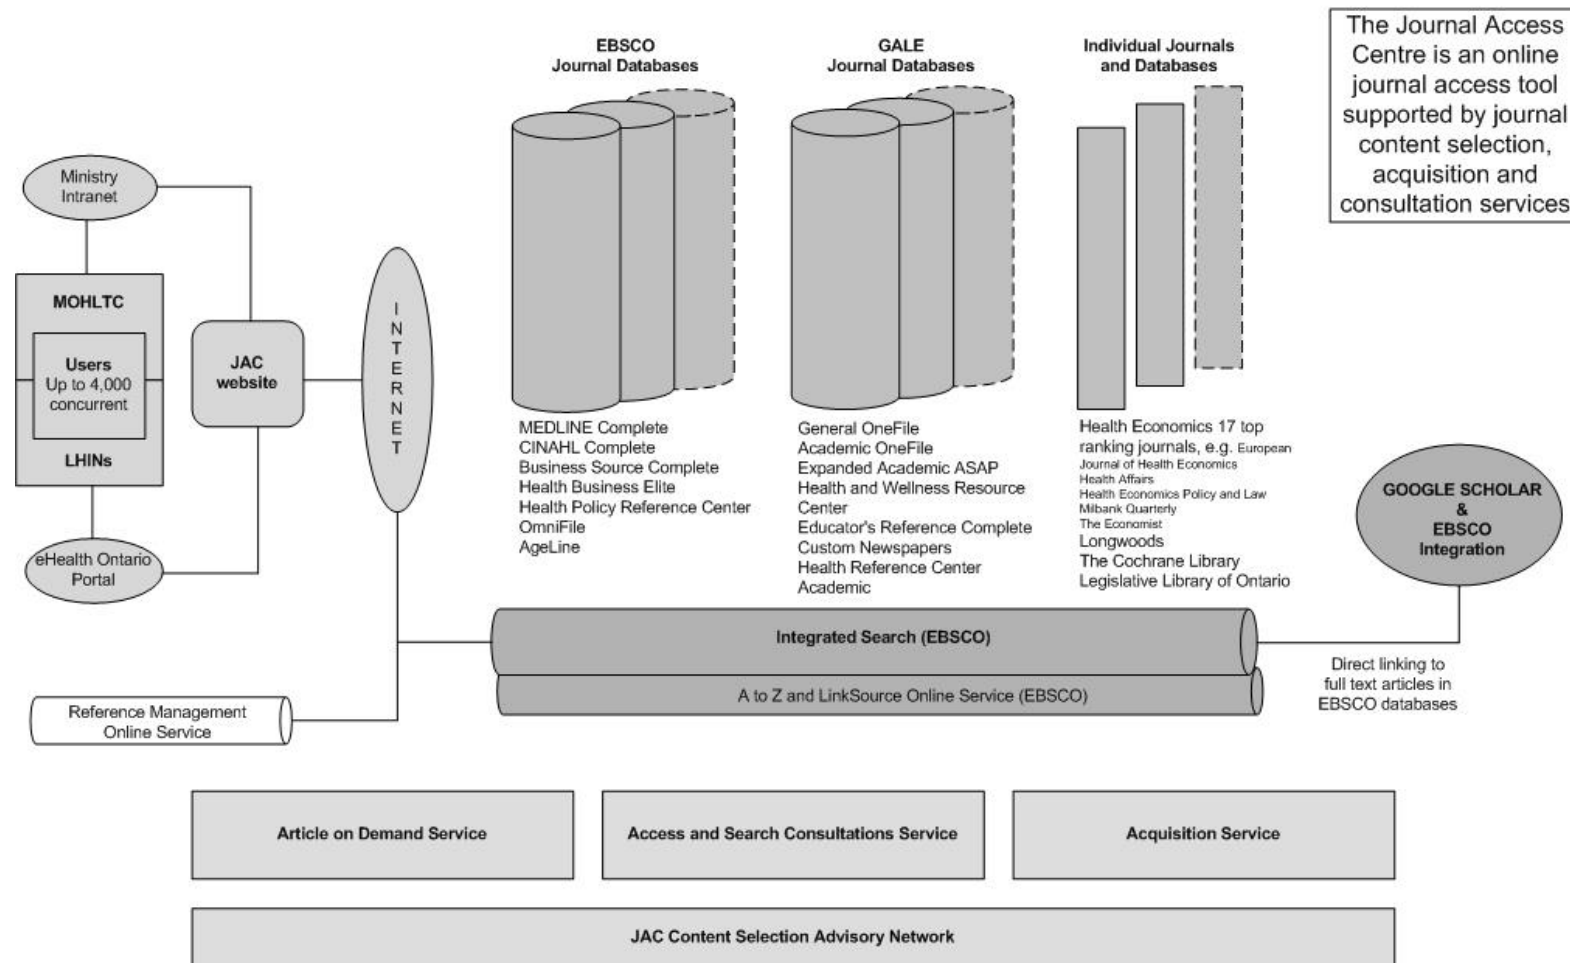 EBSCO
Journal Databases
GALE
Journal Databases
Individual Journals
and Databases
The Journal Access
Centre is an online
journal access tool
supported by journal
content selection,
acquisition and
consultation services
Ministry
Intranet
MOHLTC
Users
Up to 4,000
concurrent
LHINs
eHealth Ontario
Portal
JAC
website
INTERNET
MEDLINE Complete
CINAHL Complete
Business Source Complete
Health Business Elite
Health Policy Reference Center
OmniFile
AgeLine
General OneFile
Academic OneFile
Expanded Academic ASAP
Health and Wellness Resource
Center
Educator's Reference Complete
Custom Newspapers
Health Reference Center
Academic
Health Economics 17 top
ranking journals, e.g. European
Journal of Health Economics
Health Affairs
Health Economics Policy and Law
Milbank Quarterly
The Economist
Longwoods
The Cochrane Library
Legislative Library of Ontario
GOOGLE SCHOLAR
&
EBSCO
Integration
Integrated Search (EBSCO)
A to Z and LinkSource Online Service (EBSCO)
Direct linking to
full text articles in
EBSCO databases
Reference Management
Online Service
Article on Demand Service
Access and Search Consultations Service
Acquisition Service
JAC Content Selection Advisory Network